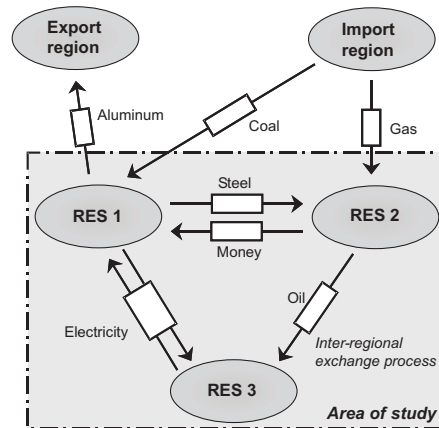 Export
region
Import
region
Aluminum
Coal
Gas
Steel
RES 1
RES 2
Money
Oil
Electricity
Inter-regional
exchange process
RES 3
Area of study